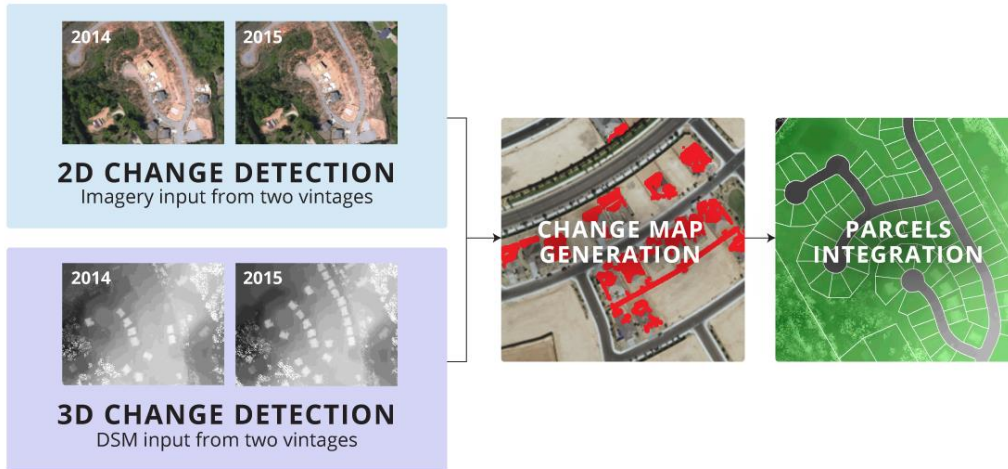 2014
2015
2D CHANGE DETECTION
Imagery input from two vintages
2014
2015
3D CHANGE DETECTION
DSM input from two vintages
CHANGE MAP
GENERATION
PARCELS
INTEGRATION